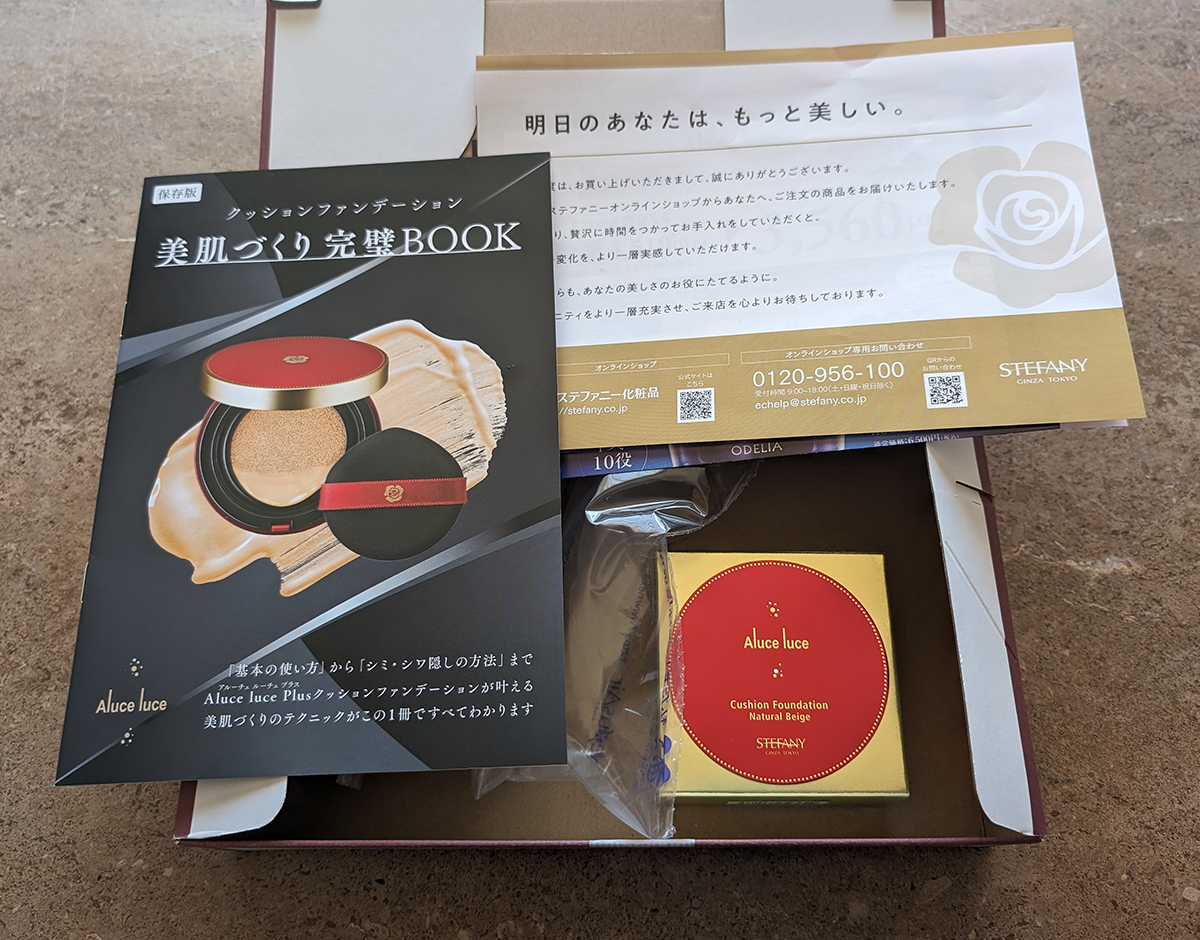 保存版
クッションファンデーション
美肌づくり 完璧BOOK
「基本の使い方」から「シミ・シワ隠しの方法」まで
アルーチェ ルーチェ プラス
Aluce luce Plusクッションファンデーションが叶える
美肌づくりのテクニックがこの1冊ですべてわかります
Aluce luce
明日のあなたは、もっと美しい。
は、お買い上げいただきまして、誠にありがとうございます。
ステファニーオンラインショップからあなたへ、ご注文の商品をお届けいたします。
り、贅沢に時間をつかってお手入れをしていただくと、
変化を、より一層実感していただけます。
らも、あなたの美しさのお役にたてるように。
ニティをより一層充実させ、ご来店を心よりお待ちしております。
オンラインショップ
ステファニー化粧品
//stefany.co.jp
公式サイトは
こちら
オンラインショップ専用お問い合わせ
0120-956-100
受付時間 9:00~18:00(土・日曜・祝日除く)
echelp@stefany.co.jp
QRからの
お問い合わせ
STEFANY
GINZA TOKYO
10役
ODELIA
通常価格:6,500円(税込)
Aluce luce
Cushion Foundation
Natural Beige
STEFANY
GINZA TOKYO